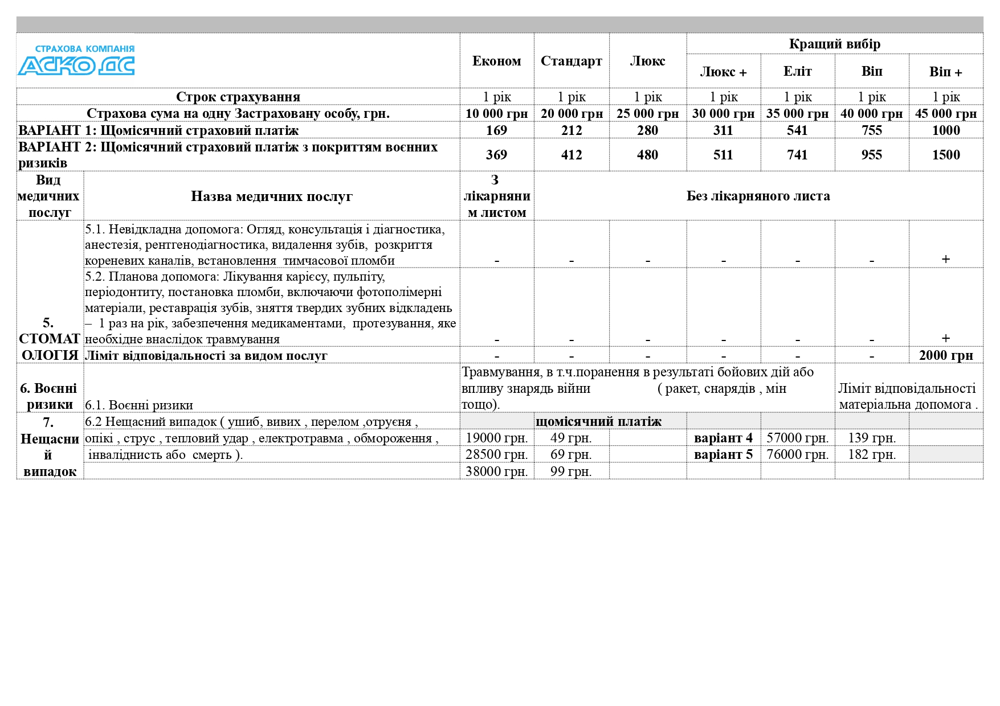 СТРАХОВА КОМПАНІЯ
АСКО ДС
Економ Стандарт Люкс Кращий вибір
Люкс + Еліт Віп Віп +
Строк страхування 1 рік 1 рік 1 рік 1 рік 1 рік 1 рік 1 рік
Страхова сума на одну Застраховану особу, грн. 10 000 грн 20 000 грн 25 000 грн 30 000 грн 35 000 грн 40 000 грн 45 000 грн
ВАРІАНТ 1: Щомісячний страховий платіж 169 212 280 311 541 755 1000
ВАРІАНТ 2: Щомісячний страховий платіж з покриттям воєнних
ризиків 369 412 480 511 741 955 1500
Вид
медичних
послуг
Назва медичних послуг
З
лікарняни
м листом
Без лікарняного листа
5.
СТОМАТ
ОЛОГІЯ
5.1. Невідкладна допомога: Огляд, консультація і діагностика,
анестезія, рентгенодіагностика, видалення зубів, розкриття
кореневих каналів, встановлення тимчасової пломби - - - - - - +
5.2. Планова допомога: Лікування карієсу, пульпіту,
періодонтиту, постановка пломби, включаючи фотополімерні
матеріали, реставрація зубів, зняття твердих зубних відкладень
– 1 раз на рік, забезпечення медикаментами, протезування, яке
необхідне внаслідок травмування - - - - - - +
Ліміт відповідальності за видом послуг - - - - - - 2000 грн
6. Воєнні
ризики
6.1. Воєнні ризики
Травмування, в т.ч.поранення в результаті бойових дій або
впливу знарядь війни ( ракет, снарядів , мін
тощо).
Ліміт відповідальності
матеріальна допомога .
7.
Нещасни
й
випадок
6.2 Нещасний випадок ( ушиб, вивих , перелом ,отруєня , щомісячний платіж
опікі , струс , тепловий удар , електротравма , обмороження , 19000 грн. 49 грн. варіант 4 57000 грн. 139 грн.
інваліднисть або смерть ). 28500 грн. 69 грн. варіант 5 76000 грн. 182 грн.
38000 грн. 99 грн.